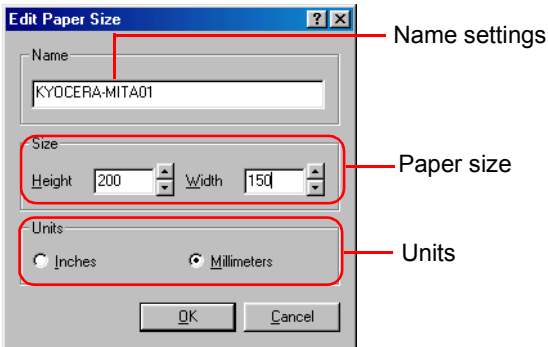 Edit Paper Size
Name settings
Name
KYOCERA-MITA01
Size
Height 200 Width 150
Paper size
Units
Inches Millimeters
Units
OK Cancel